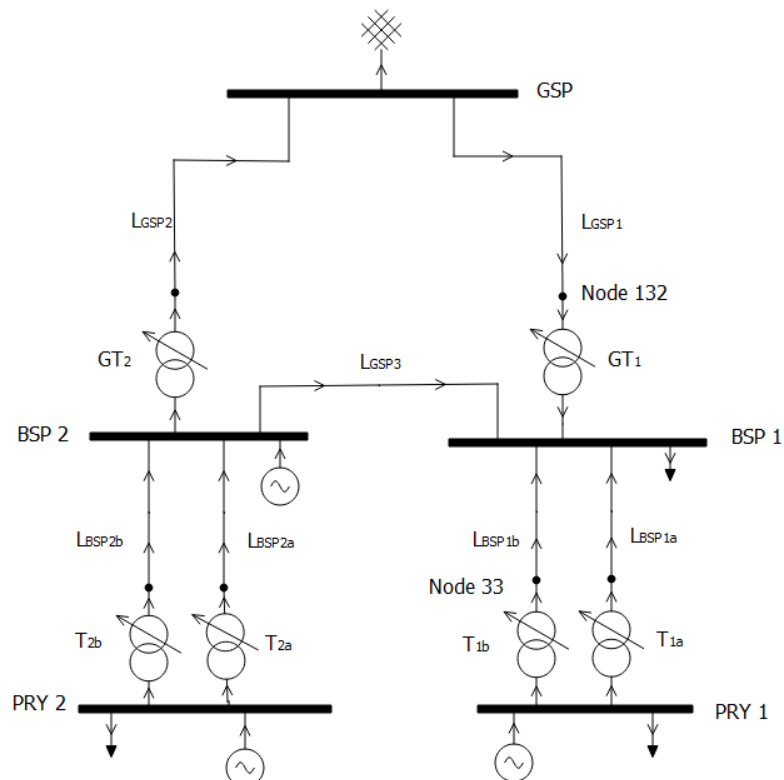 GSP
LGSP2
LGSP1
Node 132
GT2
LGSP3
GT1
BSP 2
BSP 1
LBSP2b
LBSP2a
LBSP1b
LBSP1a
Node 33
T2b
T2a
T1b
T1a
PRY 2
PRY 1